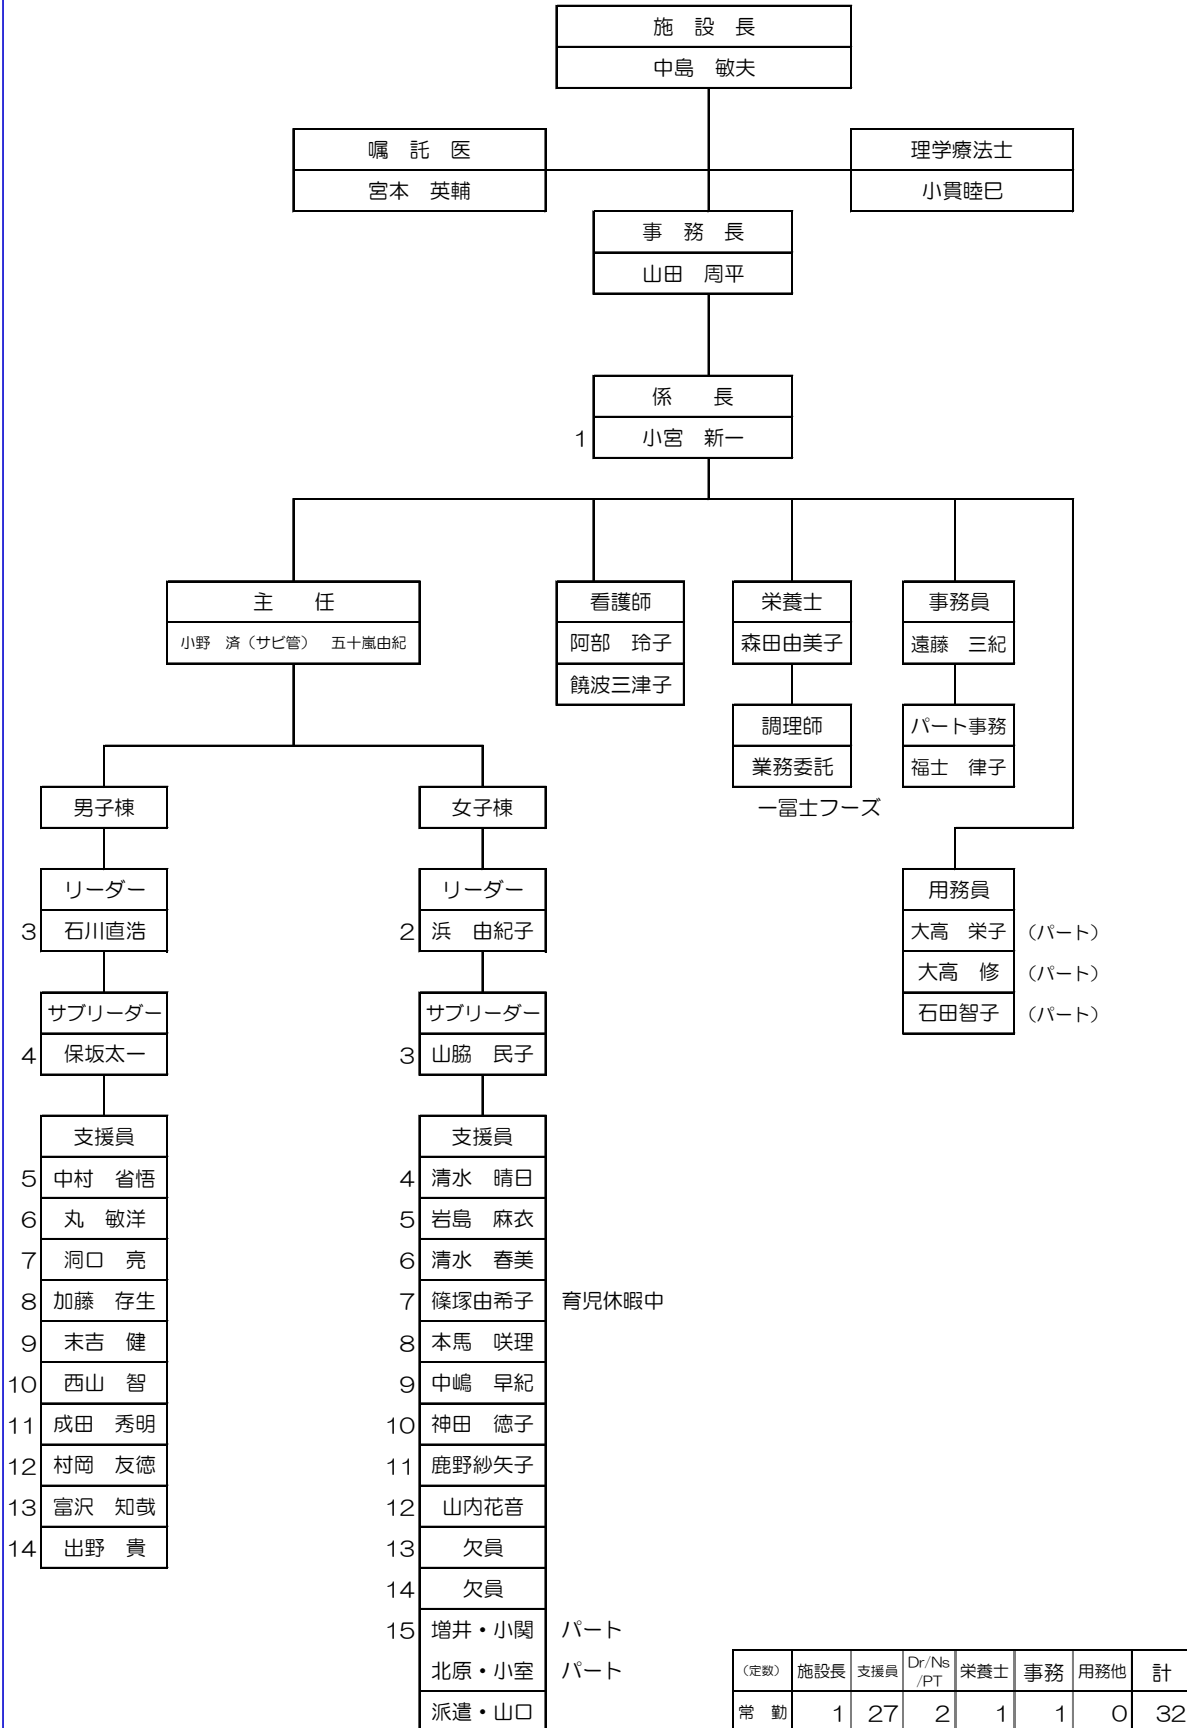 施　設　長
中島　敏夫
嘱　託　医
宮本　英輔
理学療法士
小貫睦巳
事　務　長
山田　周平
係　　長
1 小宮　新一
主　　任
小野　済（サビ管）　五十嵐由紀
看護師
阿部　玲子
饒波三津子
栄養士
森田由美子
調理師
業務委託
一冨士フーズ
事務員
遠藤　三紀
パート事務
福士　律子
用務員
大高　栄子 （パート）
大高　修 （パート）
石田智子 （パート）
男子棟
リーダー
3 石川直浩
サブリーダー
4 保坂太一
支援員
5 中村　省悟
6 丸　敏洋
7 洞口　亮
8 加藤　存生
9 末吉　健
10 西山　智
11 成田　秀明
12 村岡　友徳
13 富沢　知哉
14 出野　貴
女子棟
リーダー
2 浜　由紀子
サブリーダー
3 山脇　民子
支援員
4 清水　晴日
5 岩島　麻衣
6 清水　春美
7 篠塚由希子 育児休暇中
8 本馬　咲理
9 中嶋　早紀
10 神田　徳子
11 鹿野紗矢子
12 山内花音
13 欠員
14 欠員
15 増井・小関 パート
北原・小室 パート
派遣・山口
（定数） 施設長 支援員 Dr/Ns/PT 栄養士 事務 用務他 計
常　勤 1 27 2 1 1 0 32